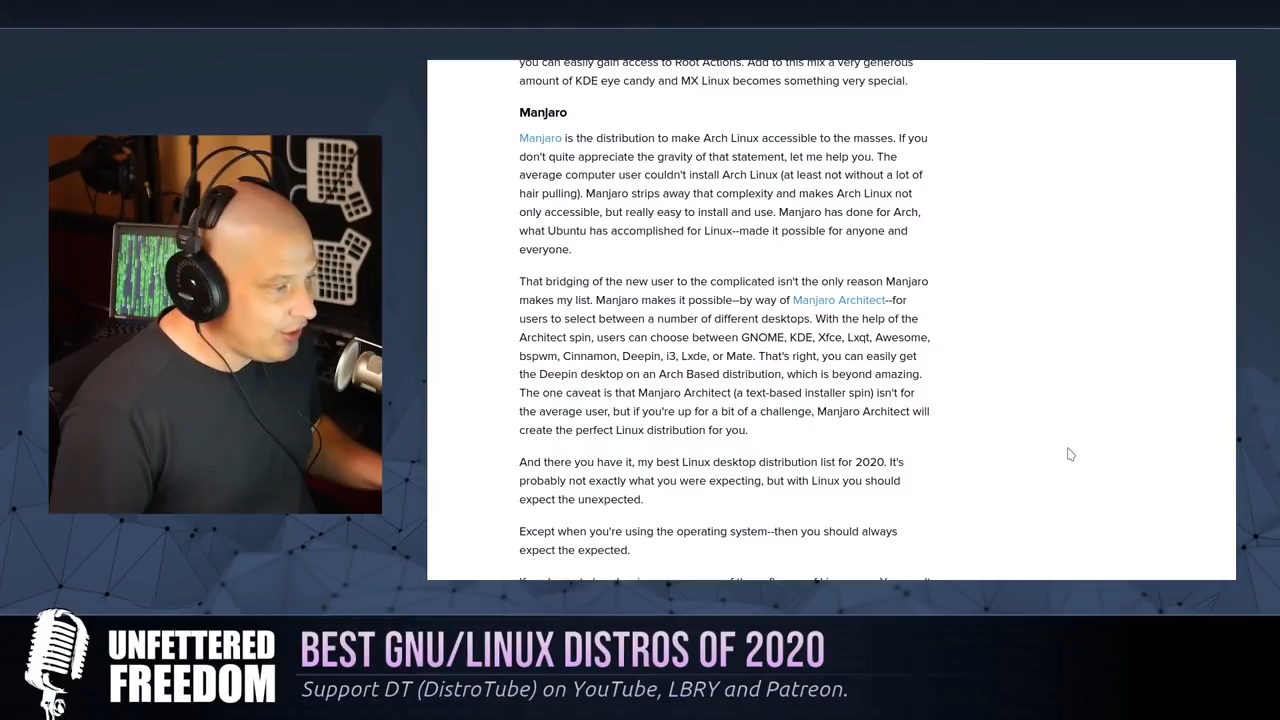 you can easily gain access to Root Actions. Add to this mix a very generous
amount of KDE eye candy and MX Linux becomes something very special.
Manjaro
Manjaro is the distribution to make Arch Linux accessible to the masses. If you
don't quite appreciate the gravity of that statement, let me help you. The
average computer user couldn't install Arch Linux (at least not without a lot of
hair pulling). Manjaro strips away that complexity and makes Arch Linux not
only accessible, but really easy to install and use. Manjaro has done for Arch,
what Ubuntu has accomplished for Linux--made it possible for anyone and
everyone.
That bridging of the new user to the complicated isn't the only reason Manjaro
makes my list. Manjaro makes it possible--by way of Manjaro Architect--for
users to select between a number of different desktops. With the help of the
Architect spin, users can choose between GNOME, KDE, Xfce, Lxqt, Awesome,
bspwm, Cinnamon, Deepin, i3, Lxde, or Mate. That's right, you can easily get
the Deepin desktop on an Arch Based distribution, which is beyond amazing.
The one caveat is that Manjaro Architect (a text-based installer spin) isn't for
the average user, but if you're up for a bit of a challenge, Manjaro Architect will
create the perfect Linux distribution for you.
And there you have it, my best Linux desktop distribution list for 2020. It's
probably not exactly what you were expecting, but with Linux you should
expect the unexpected.
Except when you're using the operating system--then you should always
expect the expected.
UNFETTERED
FREEDOM
BEST GNU/LINUX DISTROS OF 2020
Support DT (DistroTube) on YouTube, LBRY and Patreon.